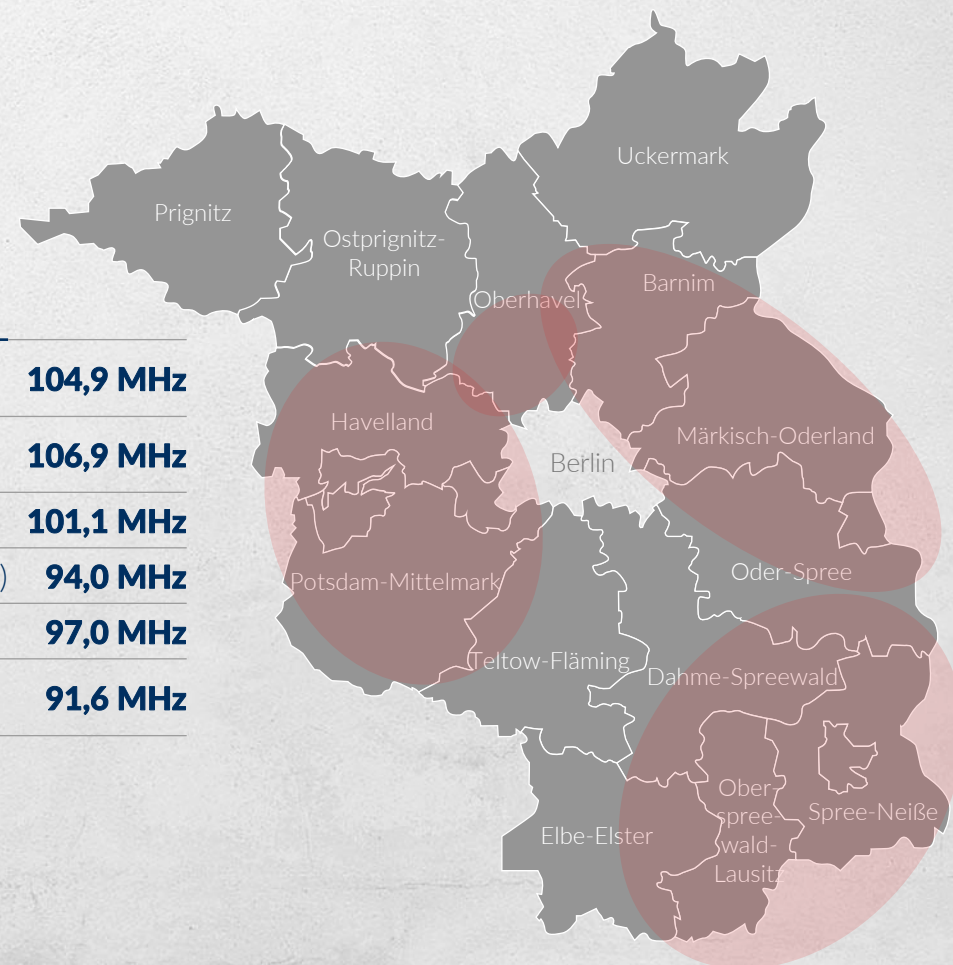 104,9 MHz
106,9 MHz
101,1 MHz
) 94,0 MHz
97,0 MHz
91,6 MHz
Uckermark
Prignitz
Ostprignitz-
Ruppin
Oberhavel
Barnim
Havelland
Märkisch-Oderland
Berlin
Potsdam-Mittelmark
Oder-Spree
Teltow-Fläming
Dahme-Spreewald
Ober-
spree-
wald-
Lausitz
Spree-Neiße
Elbe-Elster